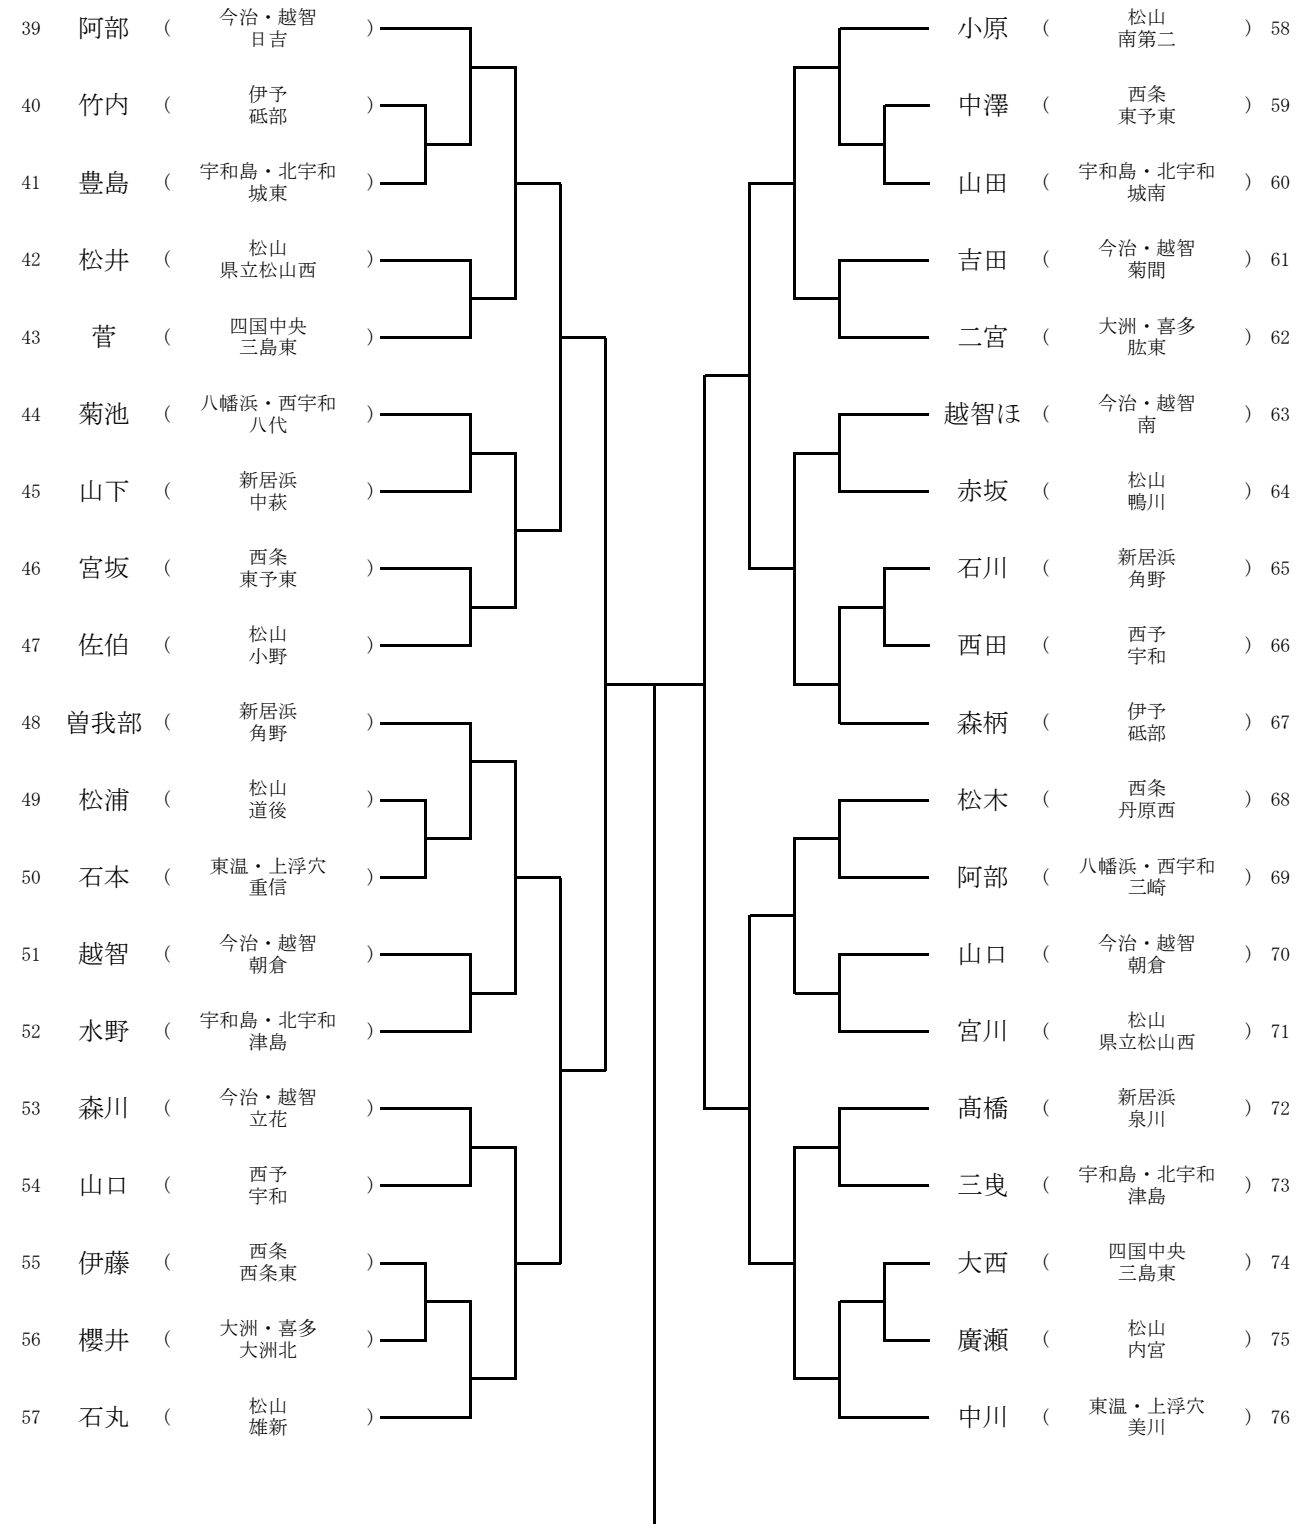 39 阿部 ( 今治・越智 日吉 )
40 竹内 ( 伊予 砥部 )
41 豊島 ( 宇和島・北宇和 城東 )
42 松井 ( 松山 県立松山西 )
43 菅 ( 四国中央 三島東 )
44 菊池 ( 八幡浜・西宇和 八代 )
45 山下 ( 新居浜 中萩 )
46 宮坂 ( 西条 東予東 )
47 佐伯 ( 松山 小野 )
48 曽我部 ( 新居浜 角野 )
49 松浦 ( 松山 道後 )
50 石本 ( 東温・上浮穴 重信 )
51 越智 ( 今治・越智 朝倉 )
52 水野 ( 宇和島・北宇和 津島 )
53 森川 ( 今治・越智 立花 )
54 山口 ( 西予 宇和 )
55 伊藤 ( 西条 西条東 )
56 櫻井 ( 大洲・喜多 大洲北 )
57 石丸 ( 松山 雄新 )
小原 ( 松山 南第二 ) 58
中澤 ( 西条 東予東 ) 59
山田 ( 宇和島・北宇和 城南 ) 60
吉田 ( 今治・越智 菊間 ) 61
二宮 ( 大洲・喜多 肱東 ) 62
越智ほ ( 今治・越智 南 ) 63
赤坂 ( 松山 鴨川 ) 64
石川 ( 新居浜 角野 ) 65
西田 ( 西予 宇和 ) 66
森柄 ( 伊予 砥部 ) 67
松木 ( 西条 丹原西 ) 68
阿部 ( 八幡浜・西宇和 三崎 ) 69
山口 ( 今治・越智 朝倉 ) 70
宮川 ( 松山 県立松山西 ) 71
髙橋 ( 新居浜 泉川 ) 72
三曵 ( 宇和島・北宇和 津島 ) 73
大西 ( 四国中央 三島東 ) 74
廣瀬 ( 松山 内宮 ) 75
中川 ( 東温・上浮穴 美川 ) 76